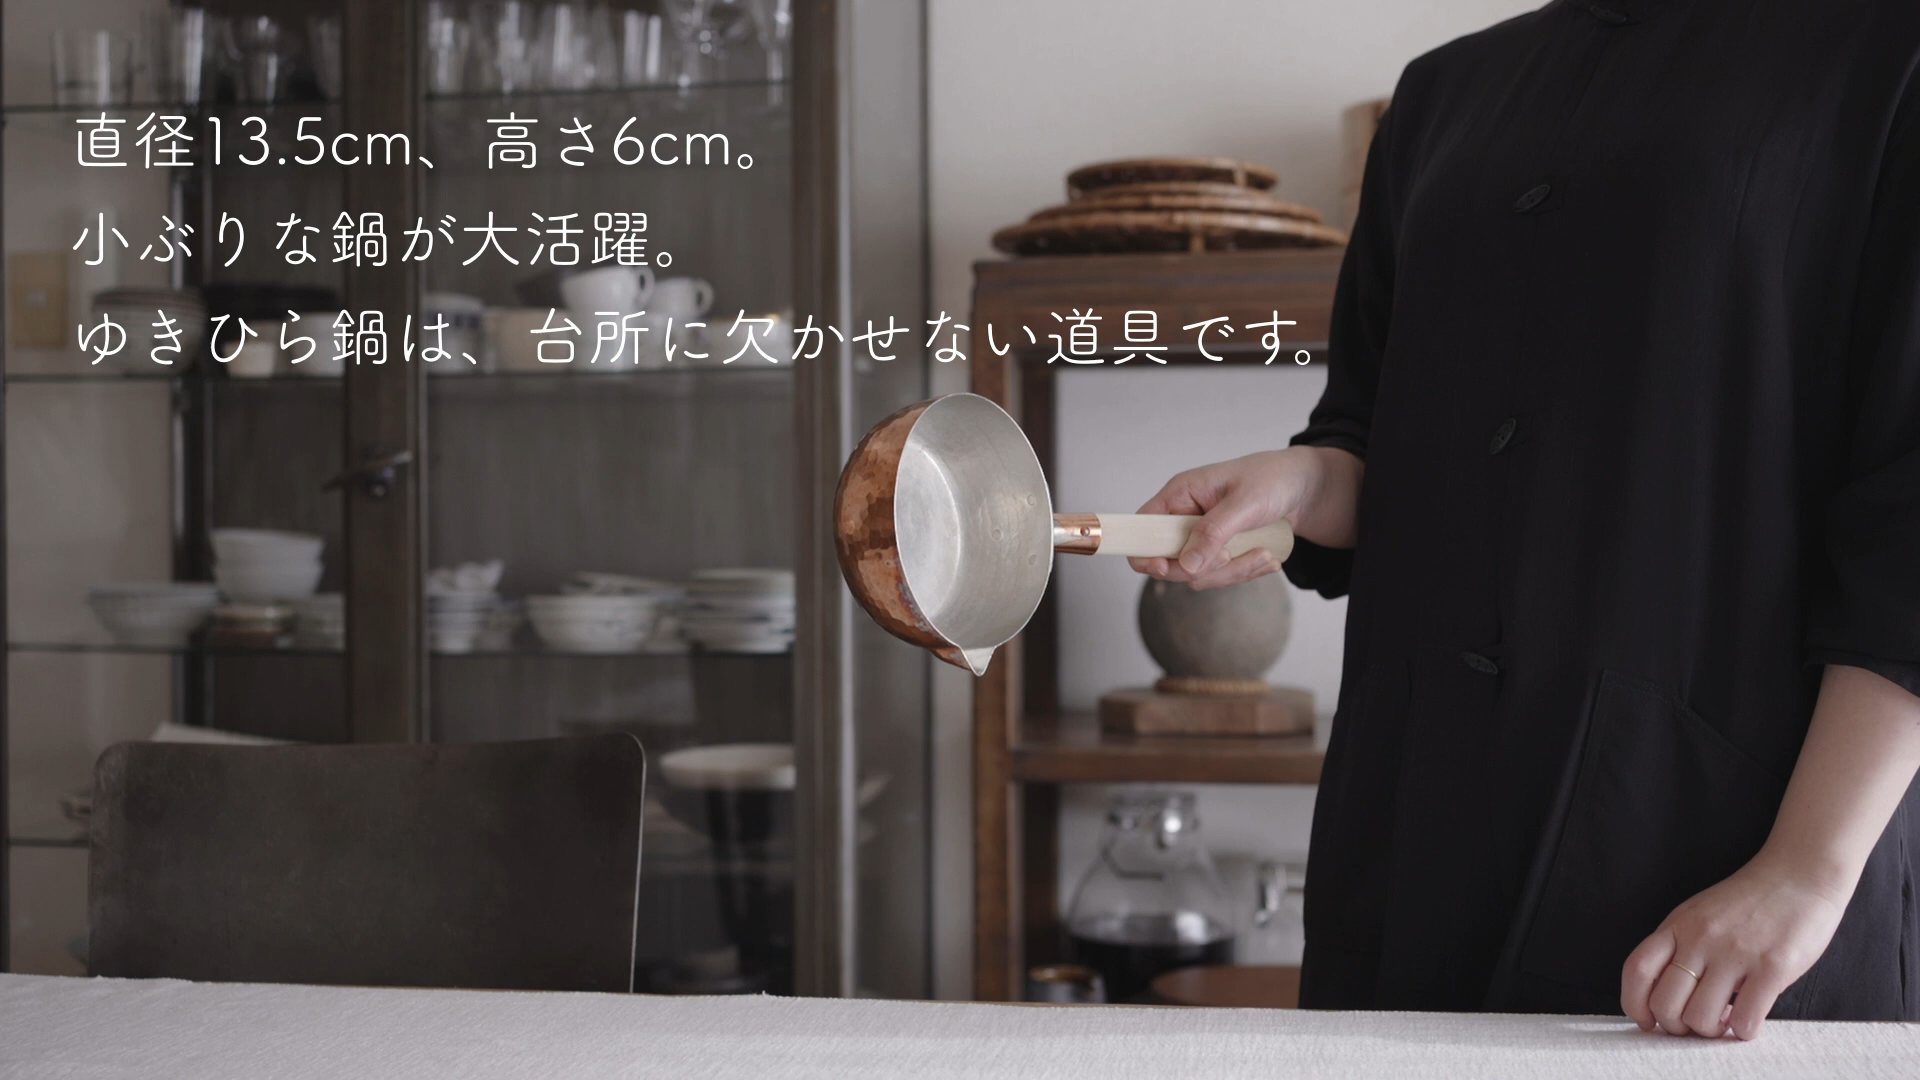 直径13.5cm、高さ6cm。
小ぶりな鍋が大活躍。
ゆきひら鍋は、台所に欠かせない道具です。